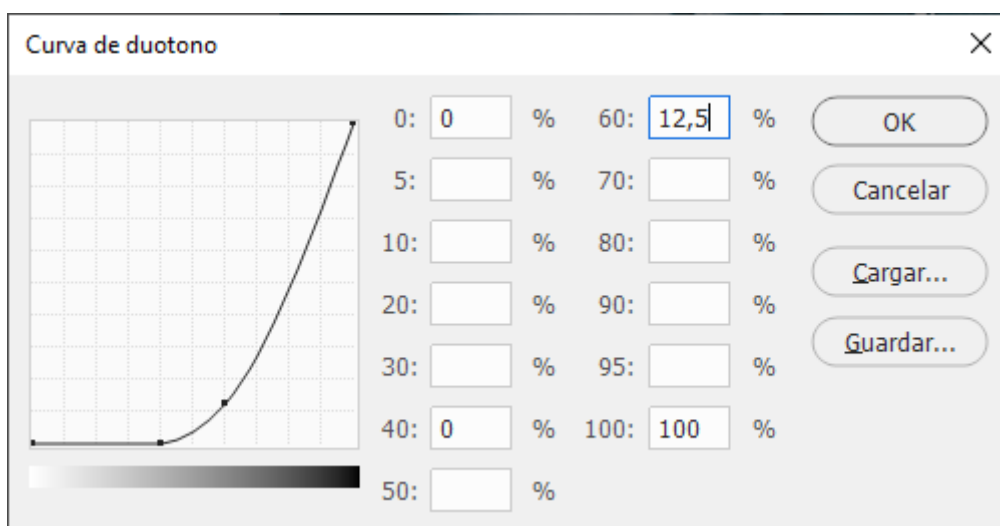 Curva de duotono
0: 0 % 60: 12,5 % OK
5: % 70: % Cancelar
10: % 80: %
Cargar...
20: % 90: %
Guardar...
30: % 95: %
40: 0 % 100: 100 %
50: %